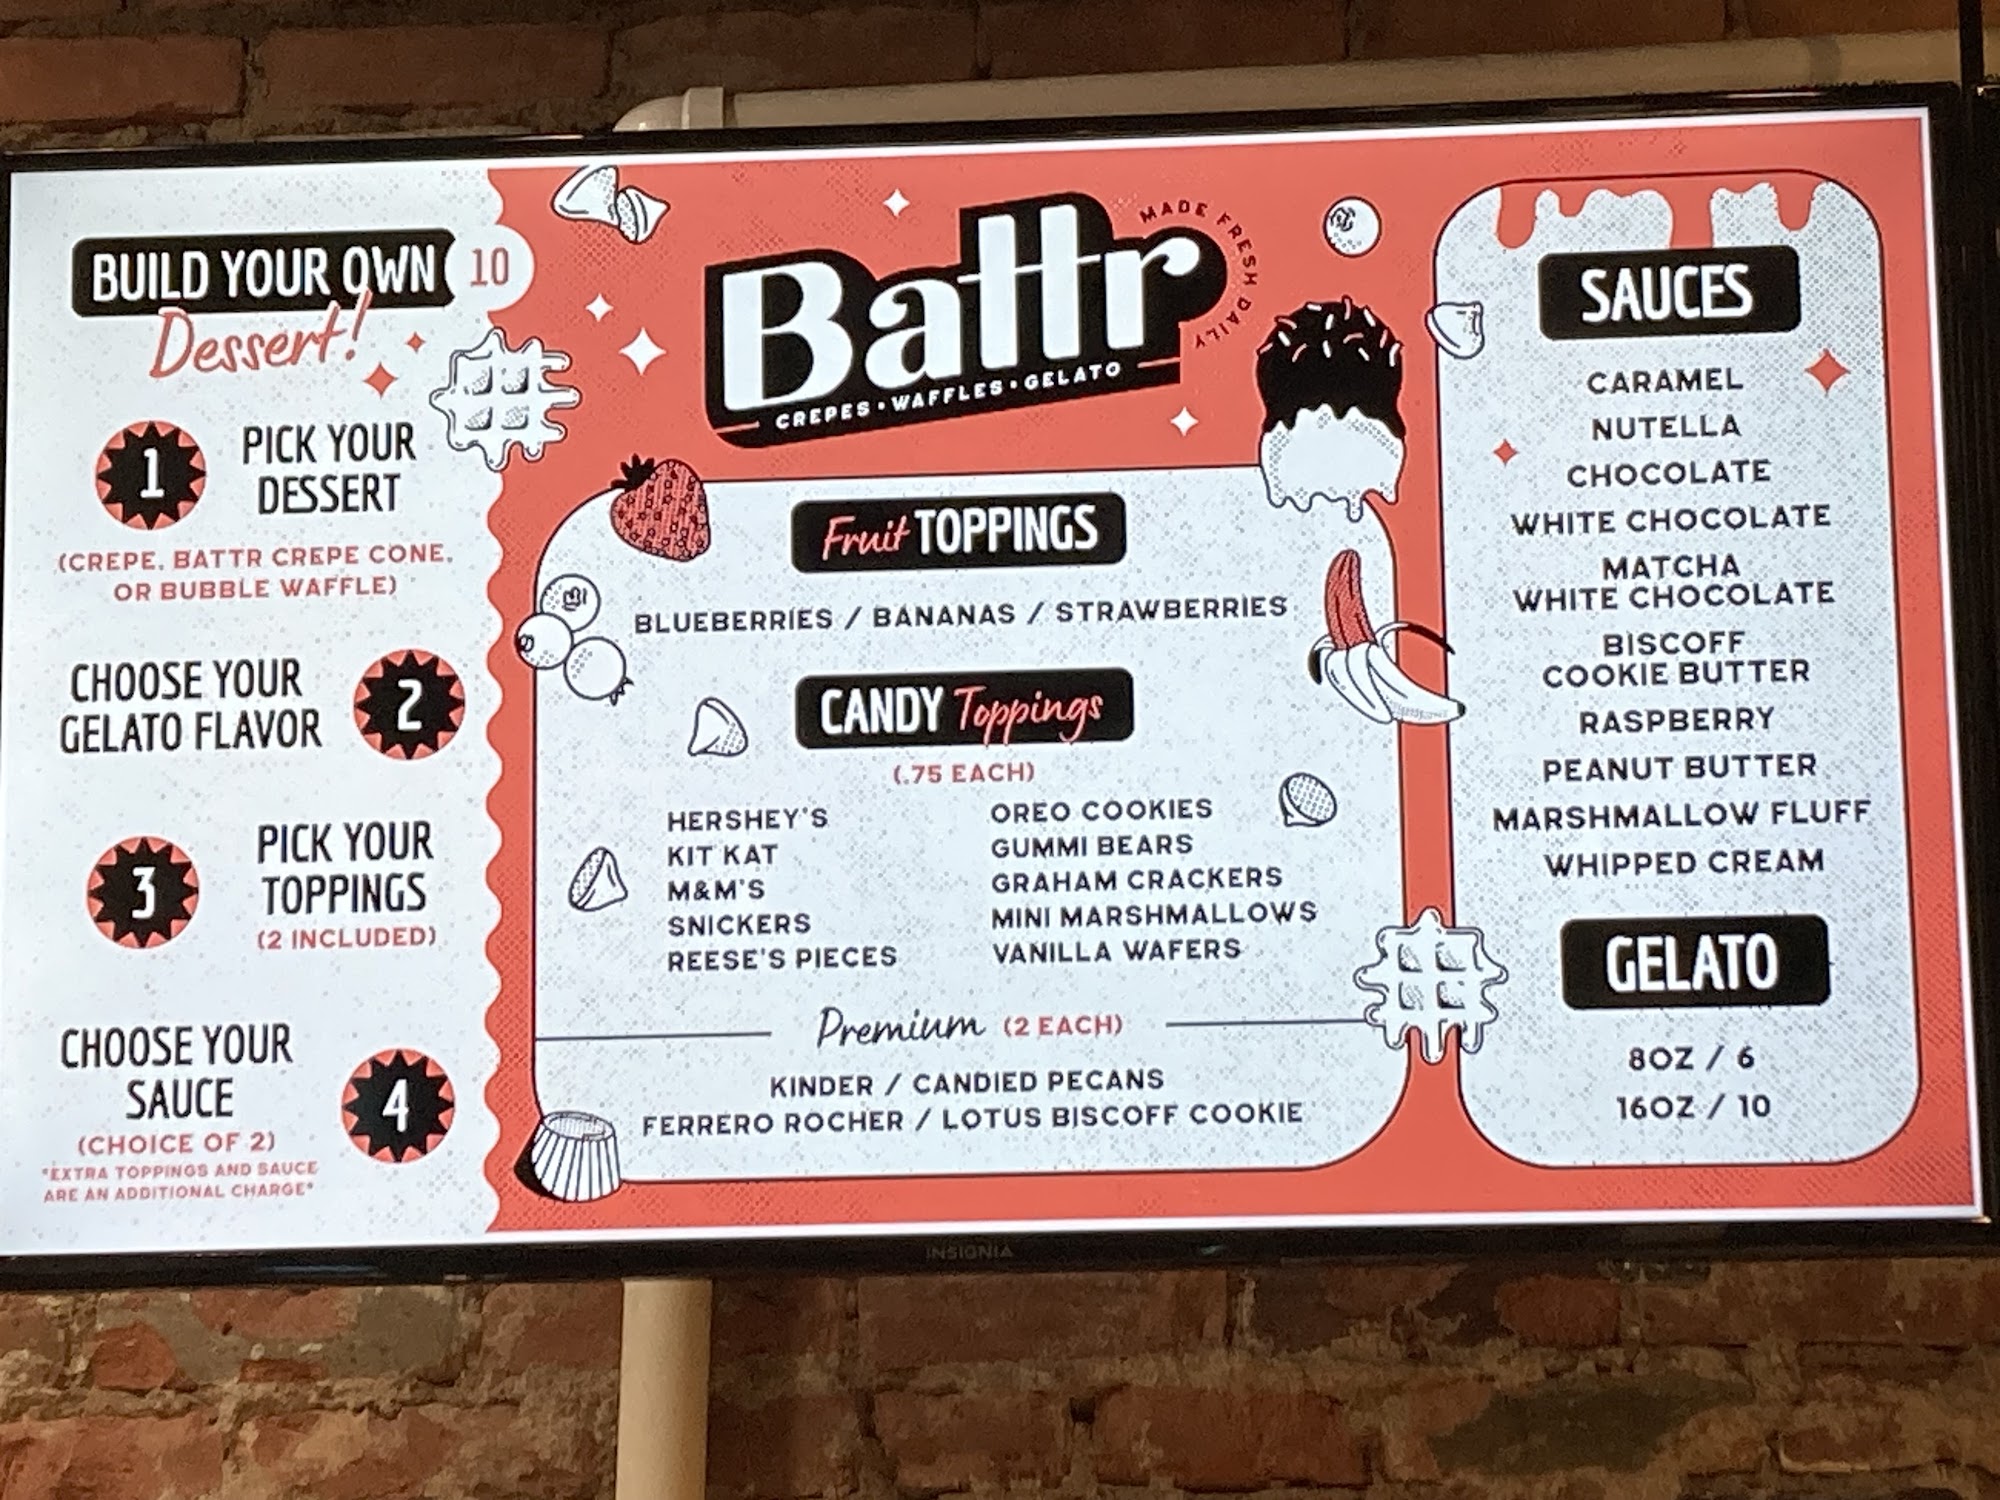 BUILD YOUR OWN 10
Dessert!
1
PICK YOUR
DESSERT
(CREPE, BATTR CREPE CONE,
OR BUBBLE WAFFLE)
CHOOSE YOUR
GELATO FLAVOR
2
3
PICK YOUR
TOPPINGS
(2 INCLUDED)
CHOOSE YOUR
SAUCE
(CHOICE OF 2)
*EXTRA TOPPINGS AND SAUCE
ARE AN ADDITIONAL CHARGE*
4
Battr
CREPES • WAFFLES • GELATO
MADE FRESH DAILY
Fruit TOPPINGS
BLUEBERRIES / BANANAS / STRAWBERRIES
CANDY Toppings
(.75 EACH)
HERSHEY'S
KIT KAT
M&M'S
SNICKERS
REESE'S PIECES
OREO COOKIES
GUMMI BEARS
GRAHAM CRACKERS
MINI MARSHMALLOWS
VANILLA WAFERS
Premium (2 EACH)
KINDER / CANDIED PECANS
FERRERO ROCHER / LOTUS BISCOFF COOKIE
SAUCES
CARAMEL
NUTELLA
CHOCOLATE
WHITE CHOCOLATE
MATCHA
WHITE CHOCOLATE
BISCOFF
COOKIE BUTTER
RASPBERRY
PEANUT BUTTER
MARSHMALLOW FLUFF
WHIPPED CREAM
GELATO
8OZ / 6
16OZ / 10
INSIGNIA